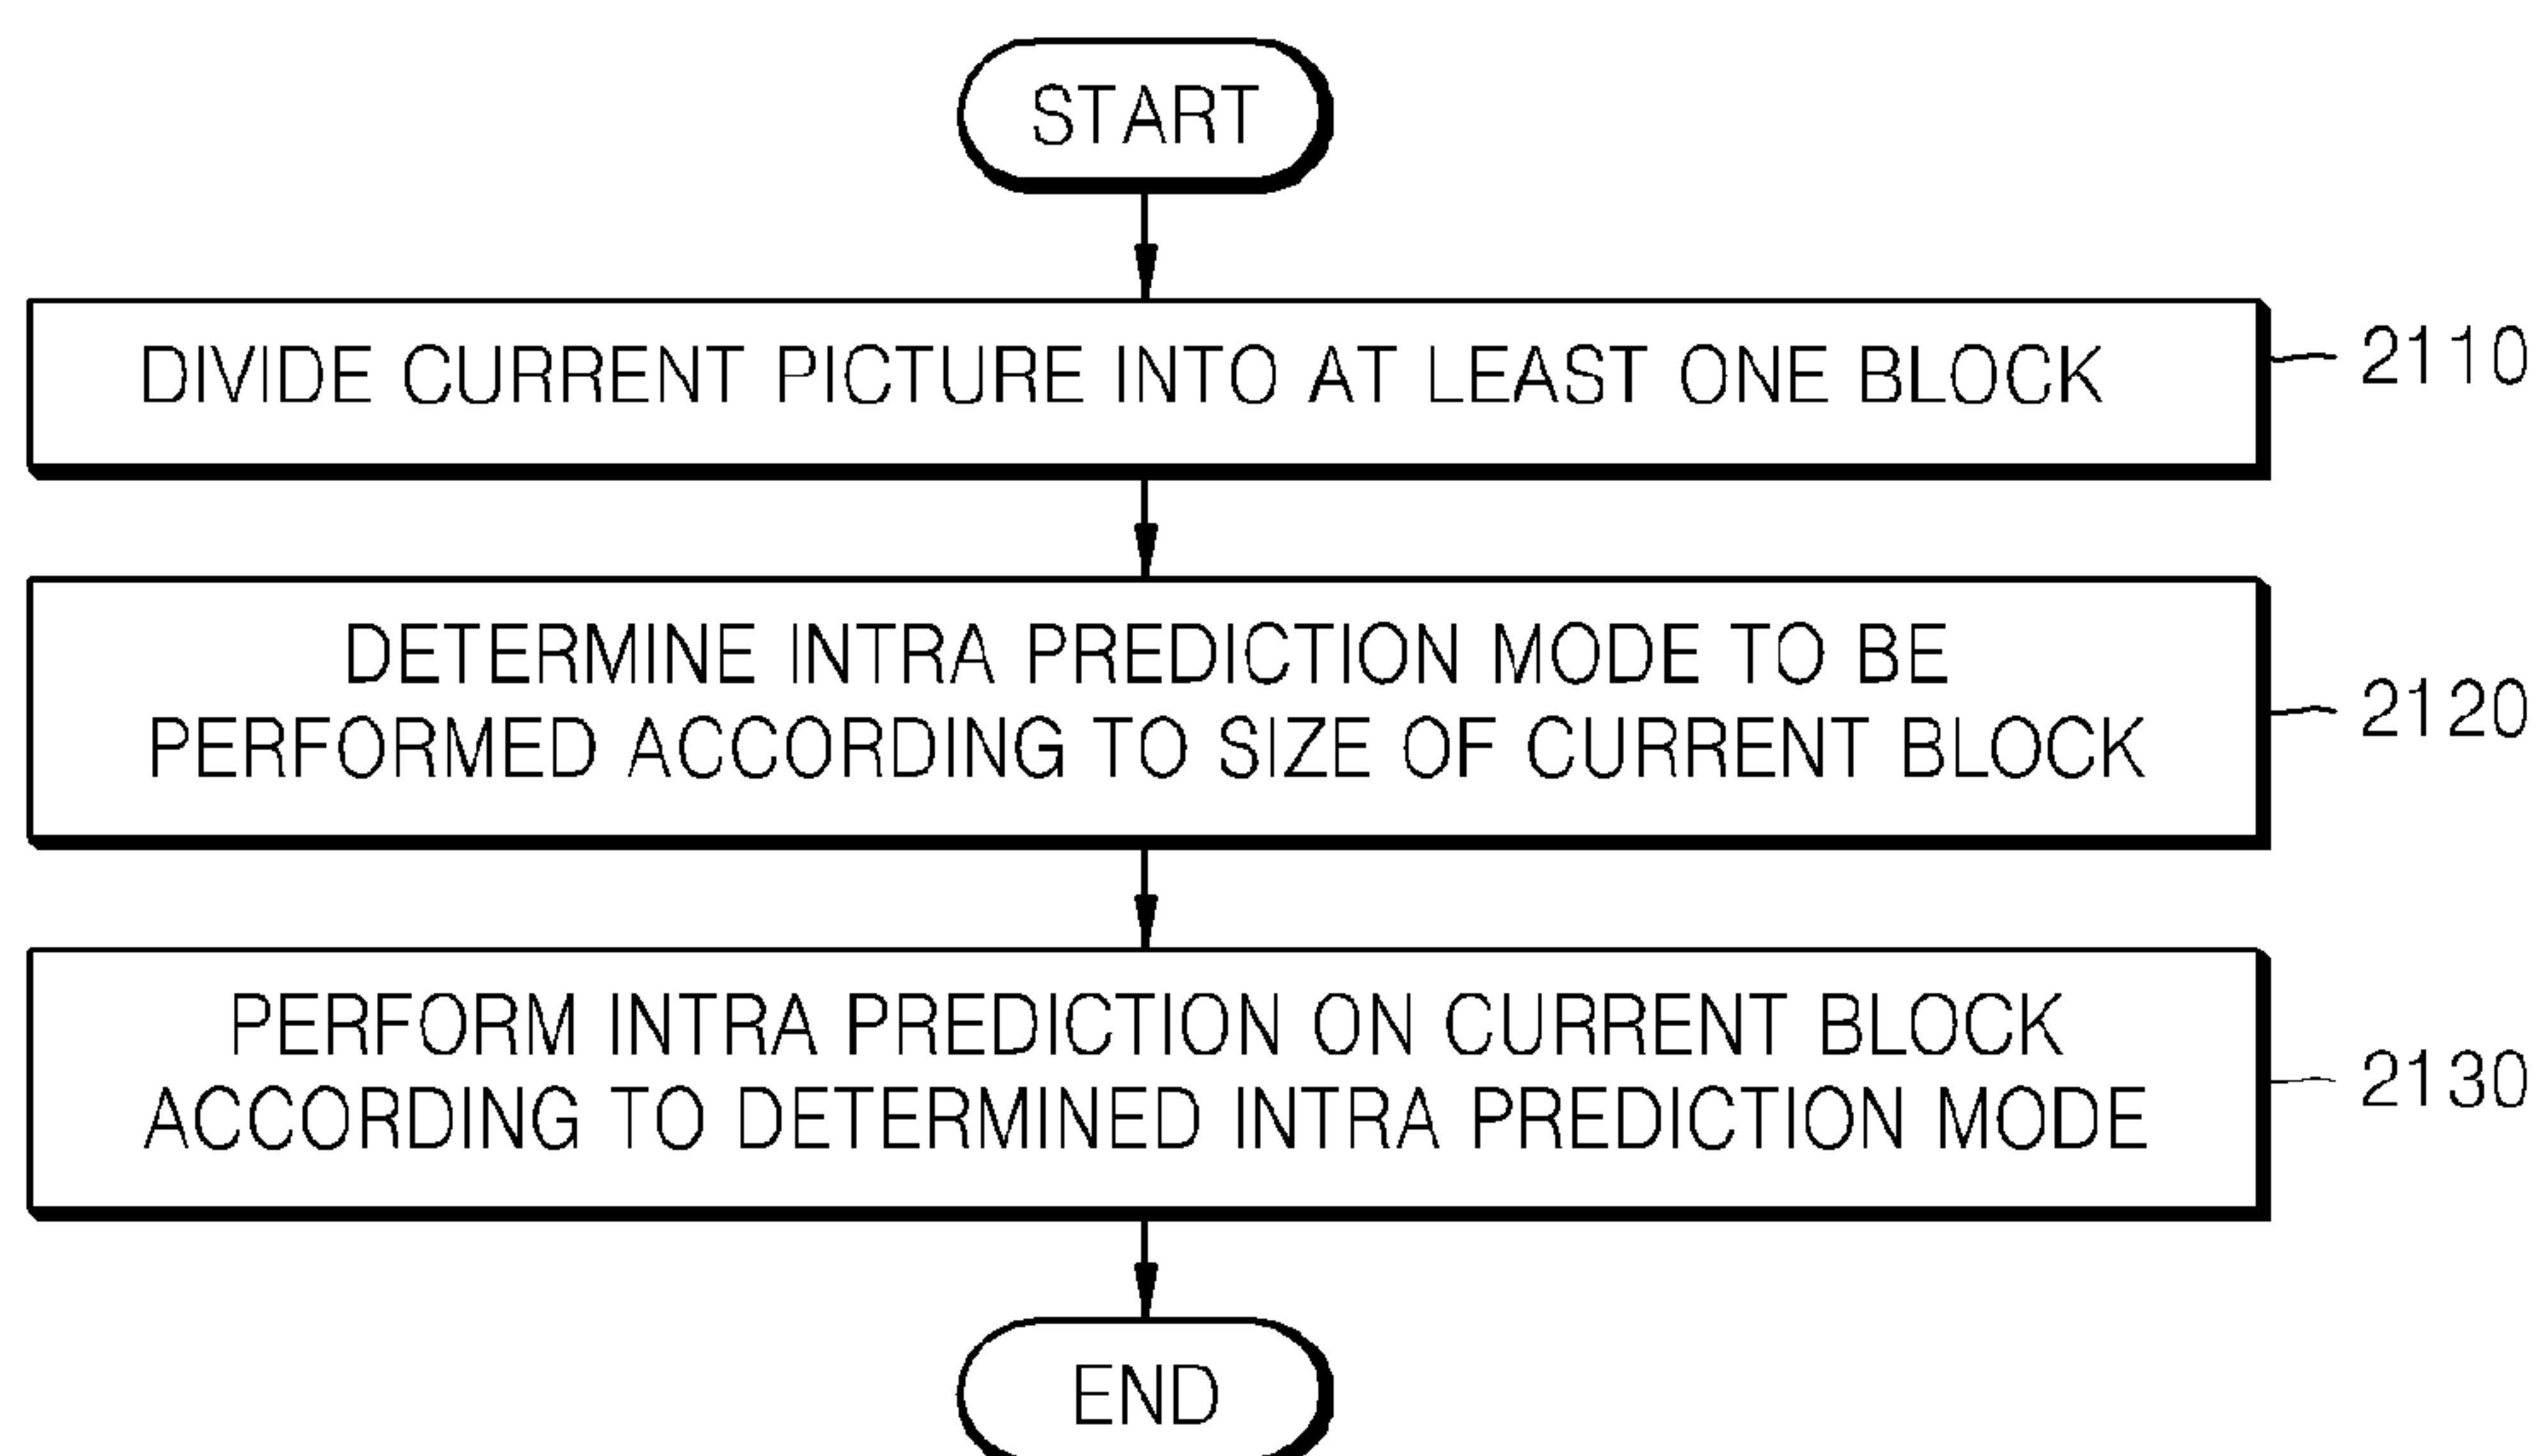 START
DIVIDE CURRENT PICTURE INTO AT LEAST ONE BLOCK
2110
DETERMINE INTRA PREDICTION MODE TO BE
PERFORMED ACCORDING TO SIZE OF CURRENT BLOCK
2120
PERFORM INTRA PREDICTION ON CURRENT BLOCK
ACCORDING TO DETERMINED INTRA PREDICTION MODE
2130
END